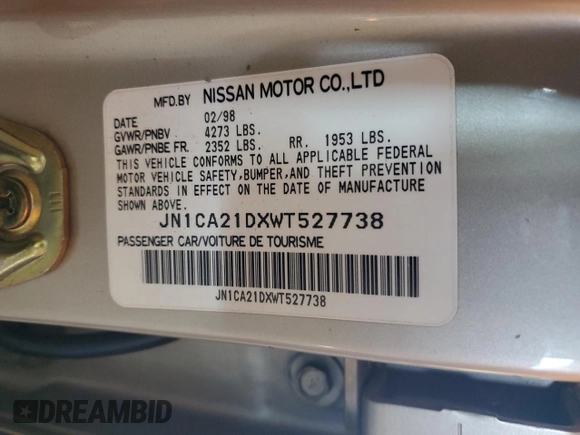 MFD.BY NISSAN MOTOR CO.,LTD
DATE 02/98
GVWR/PNBV 4273 LBS.
GAWR/PNBE FR. 2352 LBS. RR. 1953 LBS.
THIS VEHICLE CONFORMS TO ALL APPLICABLE FEDERAL
MOTOR VEHICLE SAFETY,BUMPER,AND THEFT PREVENTION
STANDARDS IN EFFECT ON THE DATE OF MANUFACTURE
SHOWN ABOVE.
JN1CA21DXWT527738
PASSENGER CAR/VOITURE DE TOURISME
JN1CA21DXWT527738
DREAMBID